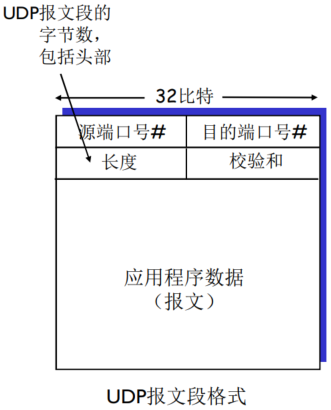 UDP报文段的
字节数,
包括头部
32比特
源端口号# 目的端口号#
长度 校验和
应用程序数据
(报文)
UDP报文段格式